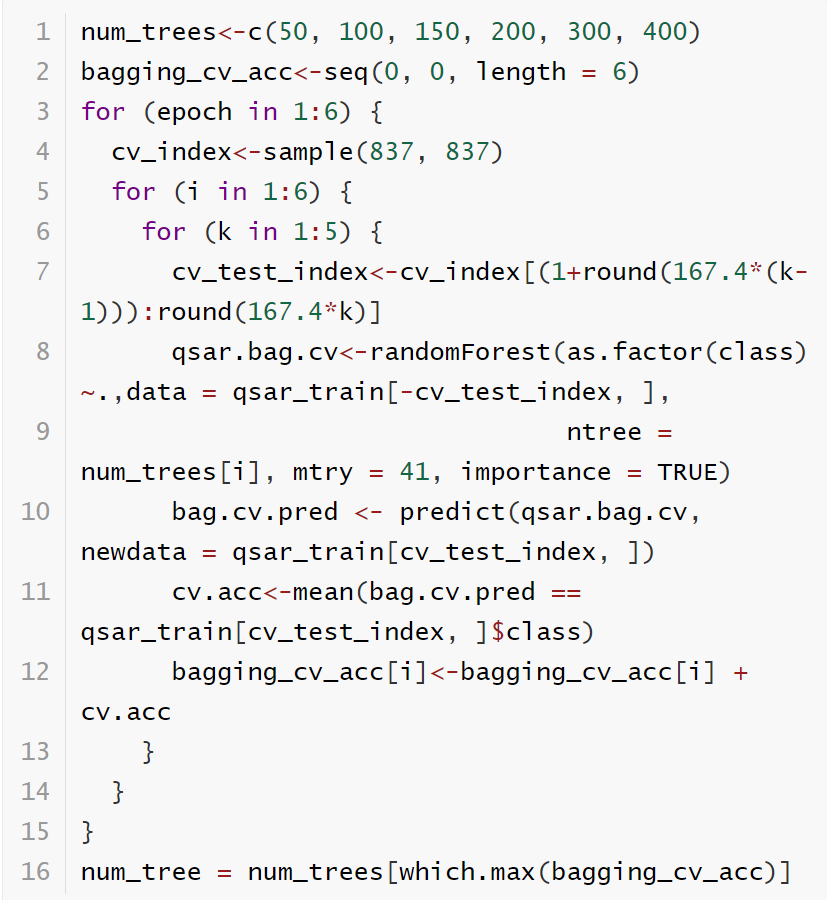 1 num_trees<-c(50, 100, 150, 200, 300, 400)
2 bagging_cv_acc<-seq(0, 0, length = 6)
3 for (epoch in 1:6) {
4   cv_index<-sample(837, 837)
5   for (i in 1:6) {
6     for (k in 1:5) {
7       cv_test_index<-cv_index[(1+round(167.4*(k-
1))):round(167.4*k)]
8       qsar.bag.cv<-randomForest(as.factor(class)
~.,data = qsar_train[-cv_test_index, ],
9                                 ntree =
num_trees[i], mtry = 41, importance = TRUE)
10       bag.cv.pred <- predict(qsar.bag.cv,
newdata = qsar_train[cv_test_index, ])
11       cv.acc<-mean(bag.cv.pred ==
qsar_train[cv_test_index, ]$class)
12       bagging_cv_acc[i]<-bagging_cv_acc[i] +
cv.acc
13     }
14   }
15 }
16 num_tree = num_trees[which.max(bagging_cv_acc)]